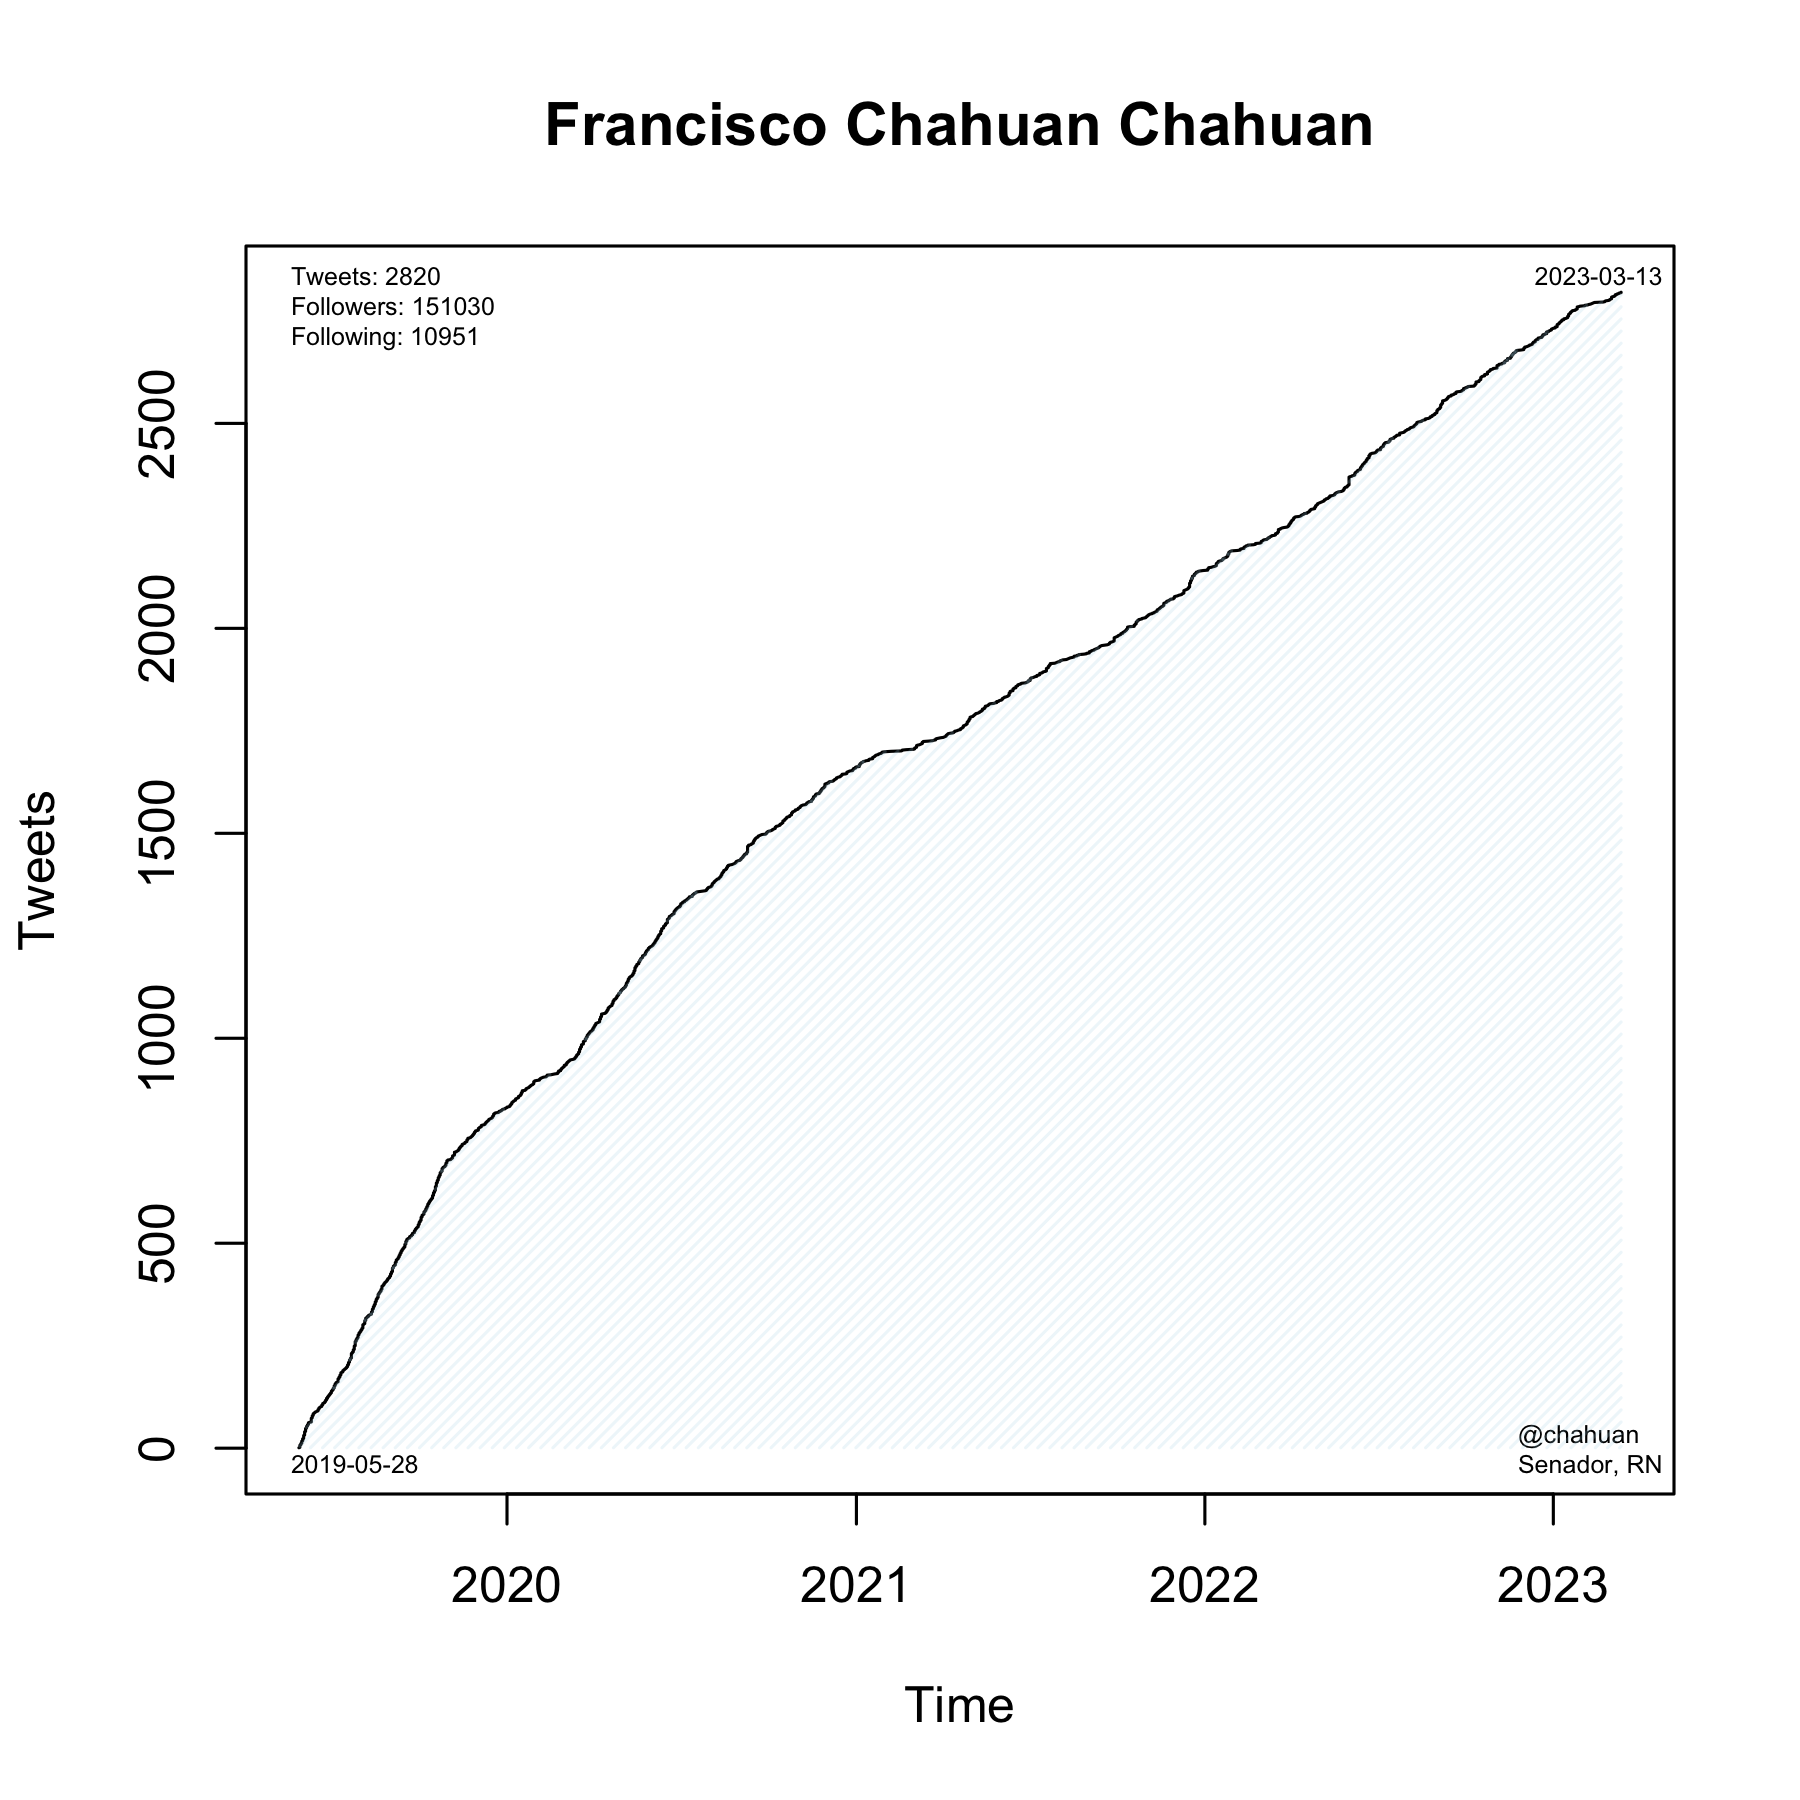 Francisco Chahuan Chahuan
Tweets: 2820
Followers: 151030
Following: 10951
2023-03-13
2500
2000
1500
1000
500
0
Tweets
2019-05-28
@chahuan
Senador, RN
2020 2021 2022 2023
Time